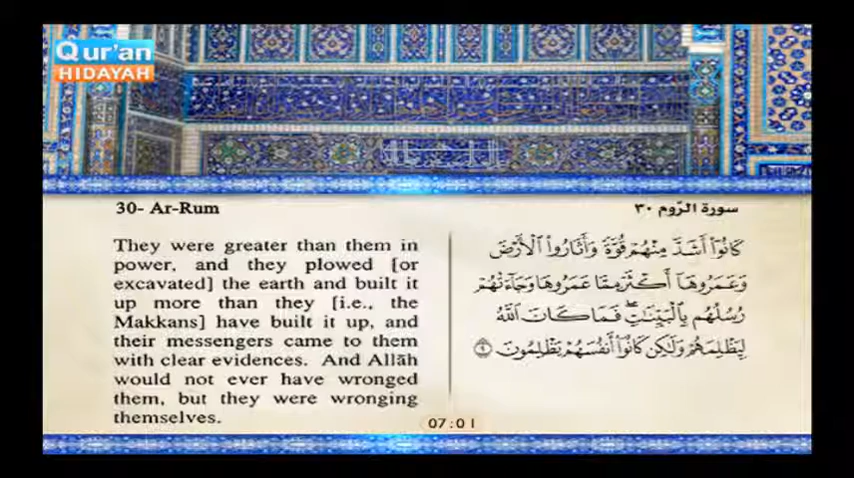 Qur'an
HIDAYAH
30- Ar-Rum
سورة الرّوم ٣٠
They were greater than them in
power, and they plowed [or
excavated] the earth and built it
up more than they [i.e., the
Makkans] have built it up, and
their messengers came to them
with clear evidences. And Allāh
would not ever have wronged
them, but they were wronging
themselves.
كَانُوٓا۟ أَشَدَّ مِنْهُمْ قُوَّةً وَأَثَارُوا۟ ٱلْأَرْضَ
وَعَمَرُوهَآ أَكْثَرَ مِمَّا عَمَرُوهَا وَجَآءَتْهُمْ
رُسُلُهُم بِٱلْبَيِّنَٰتِ ۖ فَمَا كَانَ ٱللَّهُ
لِيَظْلِمَهُمْ وَلَٰكِن كَانُوٓا۟ أَنفُسَهُمْ يَظْلِمُونَ ٩
07:01